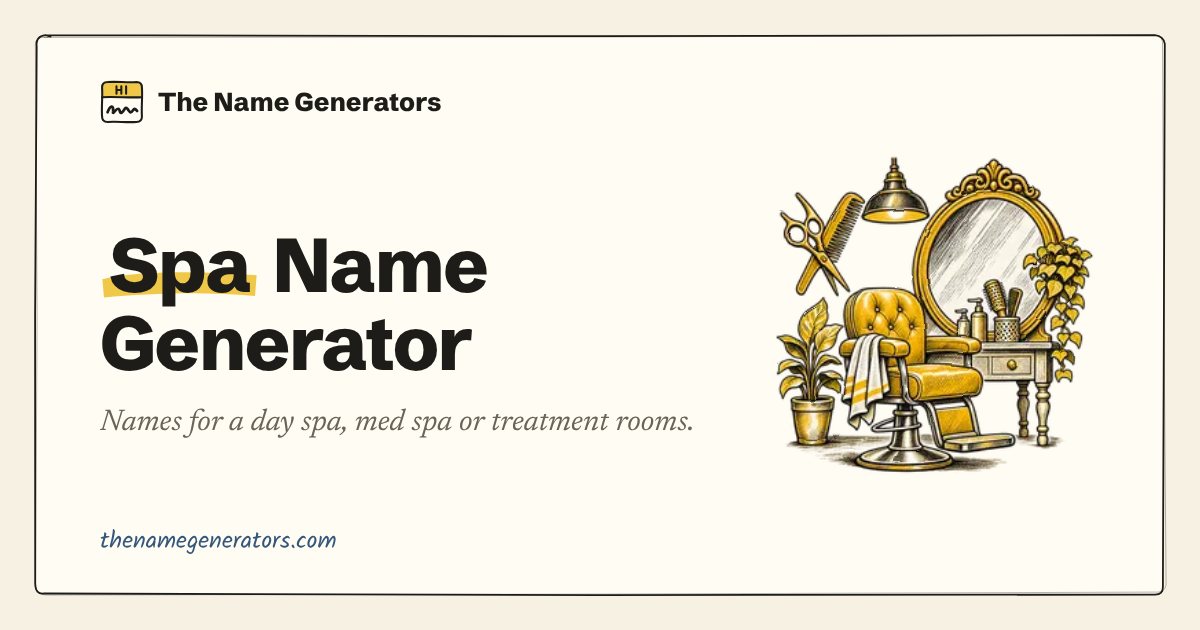 HI
The Name Generators
Spa Name
Generator
Names for a day spa, med spa or treatment rooms.
thenamegenerators.com